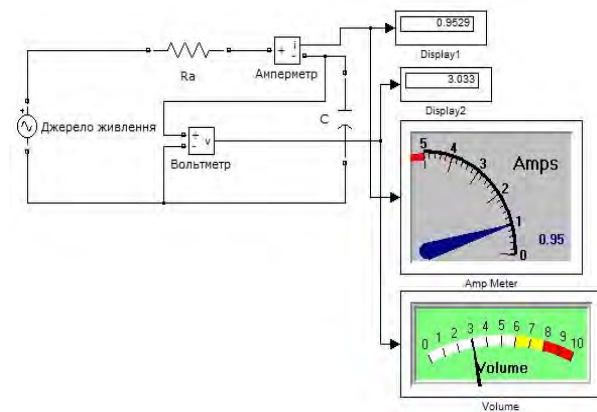 0.9529
Display1
Ra
i
+
-
Амперметр
3.033
Display2
C
+
Джерело живлення
+
-
v
Вольтметр
5
4
3
2
1
0
Amps
0.95
Amp Meter
0 1 2 3 4 5 6 7 8 9 10
Volume
Volume